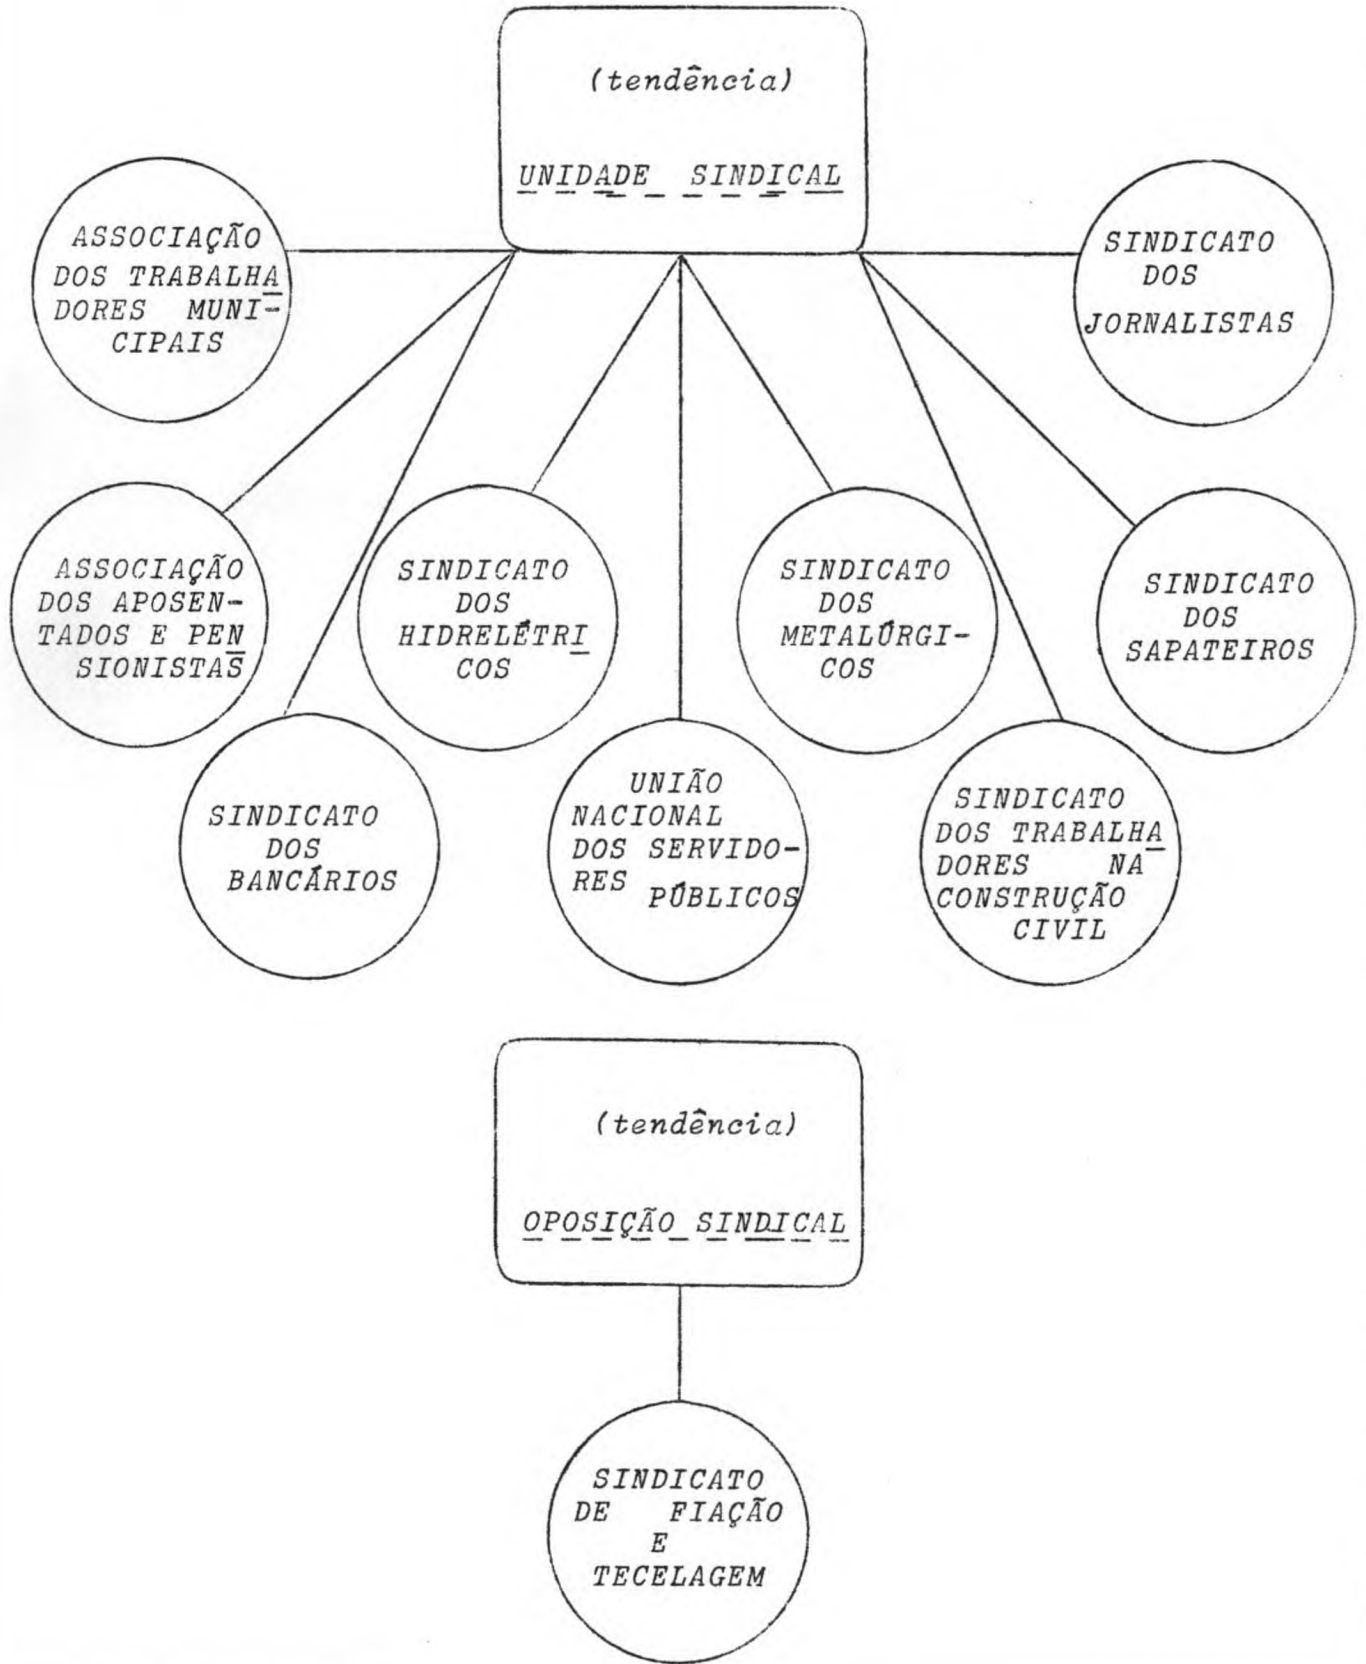 (tendência)
UNIDADE SINDICAL
ASSOCIAÇÃO
DOS TRABALHA
DORES MUNI-
CIPAIS
SINDICATO
DOS
JORNALISTAS
ASSOCIAÇÃO
DOS APOSEN-
TADOS E PEN
SIONISTAS
SINDICATO
DOS
HIDRELÉTRI
COS
SINDICATO
DOS
METALÚRGI-
COS
SINDICATO
DOS
SAPATEIROS
SINDICATO
DOS
BANCÁRIOS
UNIÃO
NACIONAL
DOS SERVIDO-
RES PÚBLICOS
SINDICATO
DOS TRABALHA
DORES NA
CONSTRUÇÃO
CIVIL
(tendência)
OPOSIÇÃO SINDICAL
SINDICATO
DE FIAÇÃO
E
TECELAGEM